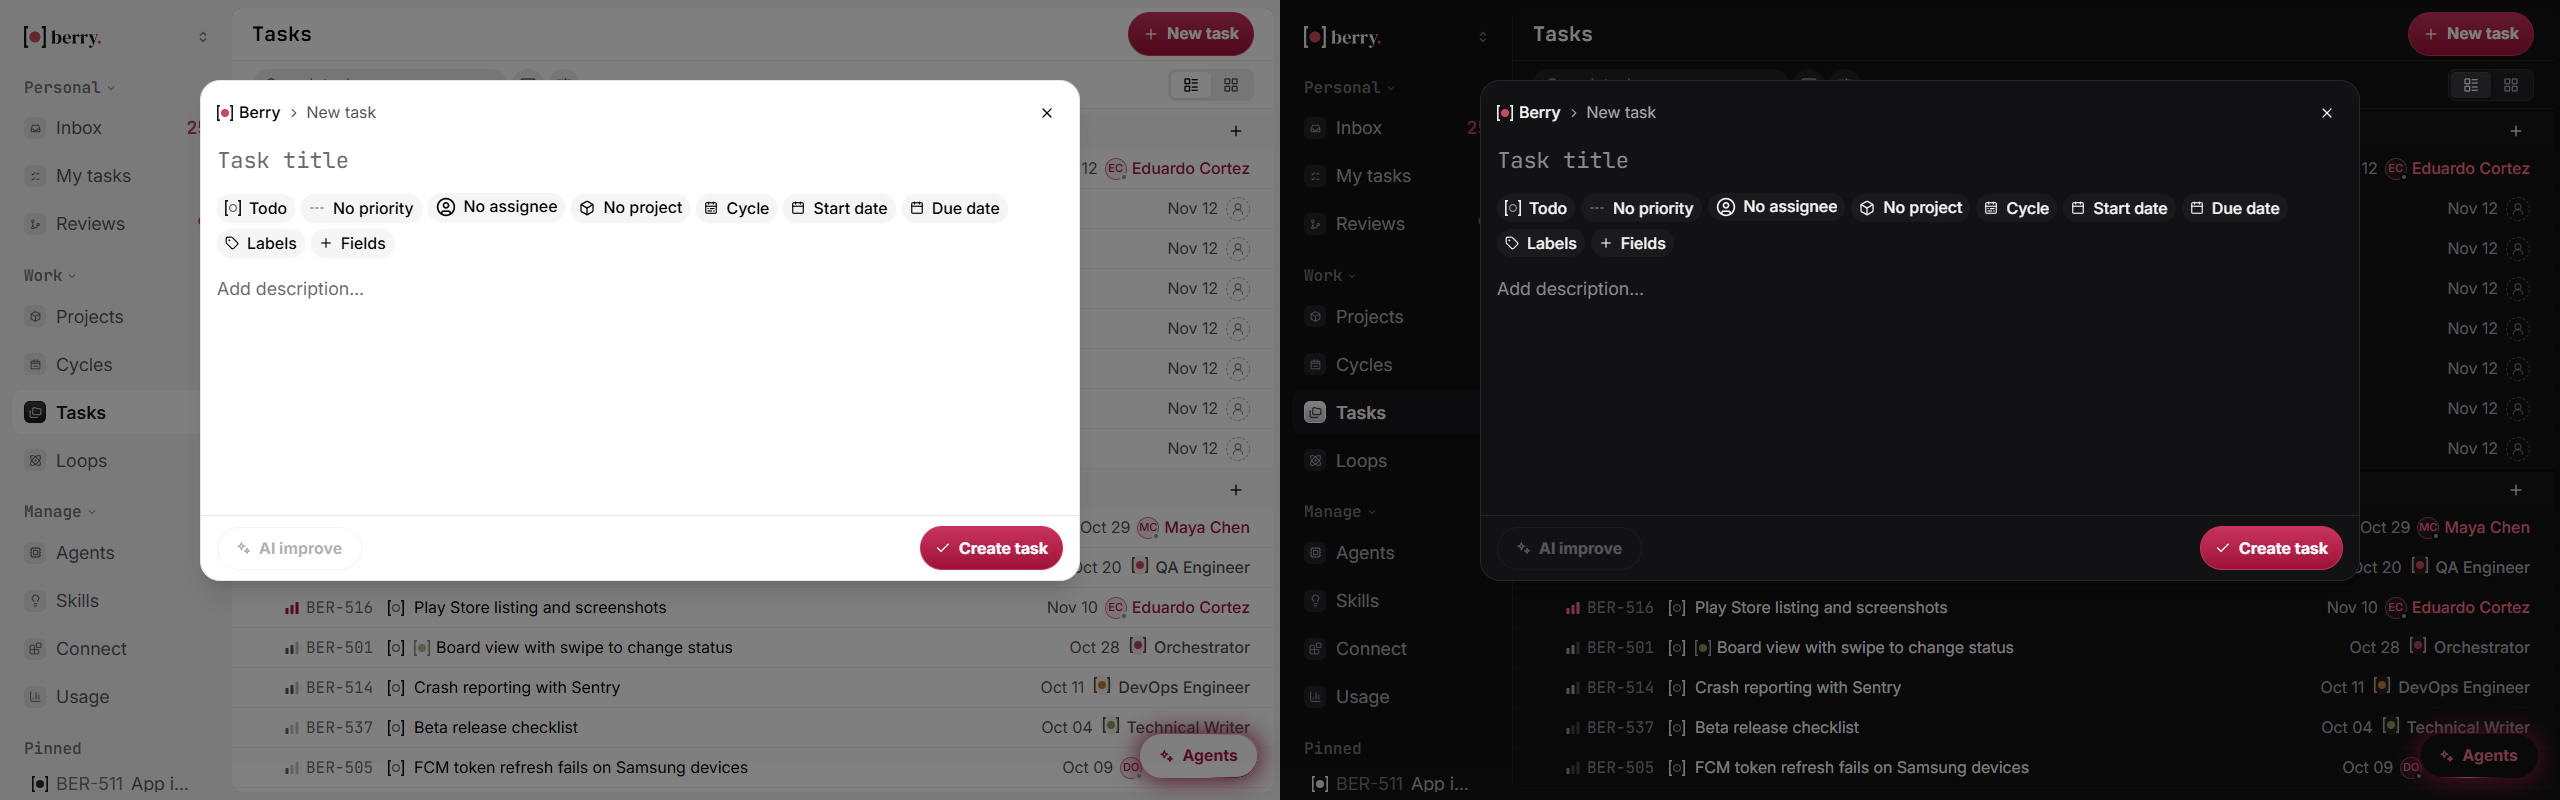 berry.
Tasks
New task
Personal
Inbox
My tasks
Reviews
Work
Projects
Cycles
Tasks
Loops
Manage
Agents
Skills
Connect
Usage
Pinned
BER-511 App i...
Berry > New task
Task title
Todo --- No priority No assignee No project Cycle Start date Due date
Labels + Fields
Add description...
AI improve
Create task
12 EC Eduardo Cortez
Nov 12
Nov 12
Nov 12
Nov 12
Nov 12
Nov 12
Nov 12
Oct 29 MC Maya Chen
Oct 20 QA Engineer
BER-516 Play Store listing and screenshots Nov 10 EC Eduardo Cortez
BER-501 Board view with swipe to change status Oct 28 Orchestrator
BER-514 Crash reporting with Sentry Oct 11 DevOps Engineer
BER-537 Beta release checklist Oct 04 Technical Writer
BER-505 FCM token refresh fails on Samsung devices Oct 09 DO
Agents
berry.
Tasks
New task
Personal
Inbox
My tasks
Reviews
Work
Projects
Cycles
Tasks
Loops
Manage
Agents
Skills
Connect
Usage
Pinned
BER-511 App i...
Berry > New task
Task title
Todo --- No priority No assignee No project Cycle Start date Due date
Labels + Fields
Add description...
AI improve
Create task
12 EC Eduardo Cortez
Nov 12
Nov 12
Nov 12
Nov 12
Nov 12
Nov 12
Nov 12
Oct 29 MC Maya Chen
Oct 20 QA Engineer
BER-516 Play Store listing and screenshots Nov 10 EC Eduardo Cortez
BER-501 Board view with swipe to change status Oct 28 Orchestrator
BER-514 Crash reporting with Sentry Oct 11 DevOps Engineer
BER-537 Beta release checklist Oct 04 Technical Writer
BER-505 FCM token refresh fails on Samsung devices Oct 09 DO
Agents